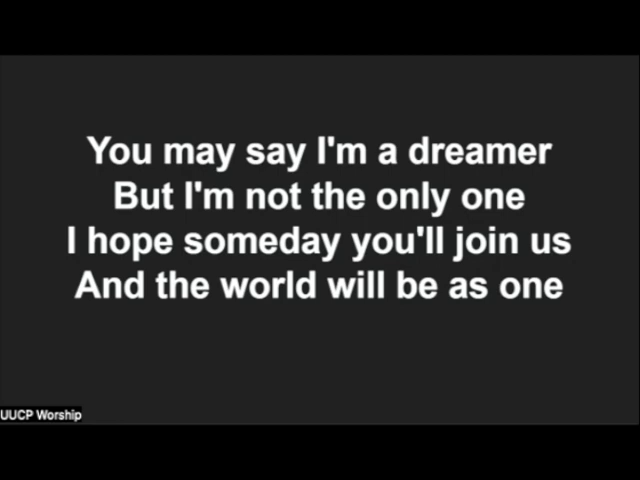 You may say I'm a dreamer
But I'm not the only one
I hope someday you'll join us
And the world will be as one
UUCP Worship